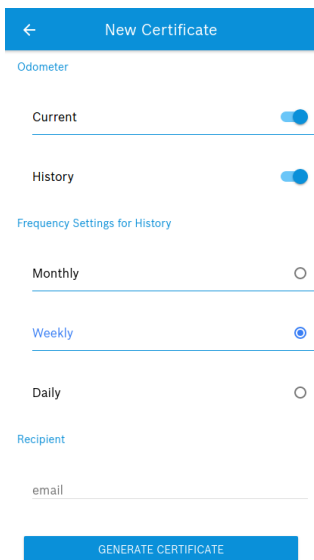 New Certificate
Odometer
Current
History
Frequency Settings for History
Monthly
Weekly
Daily
Recipient
email
GENERATE CERTIFICATE